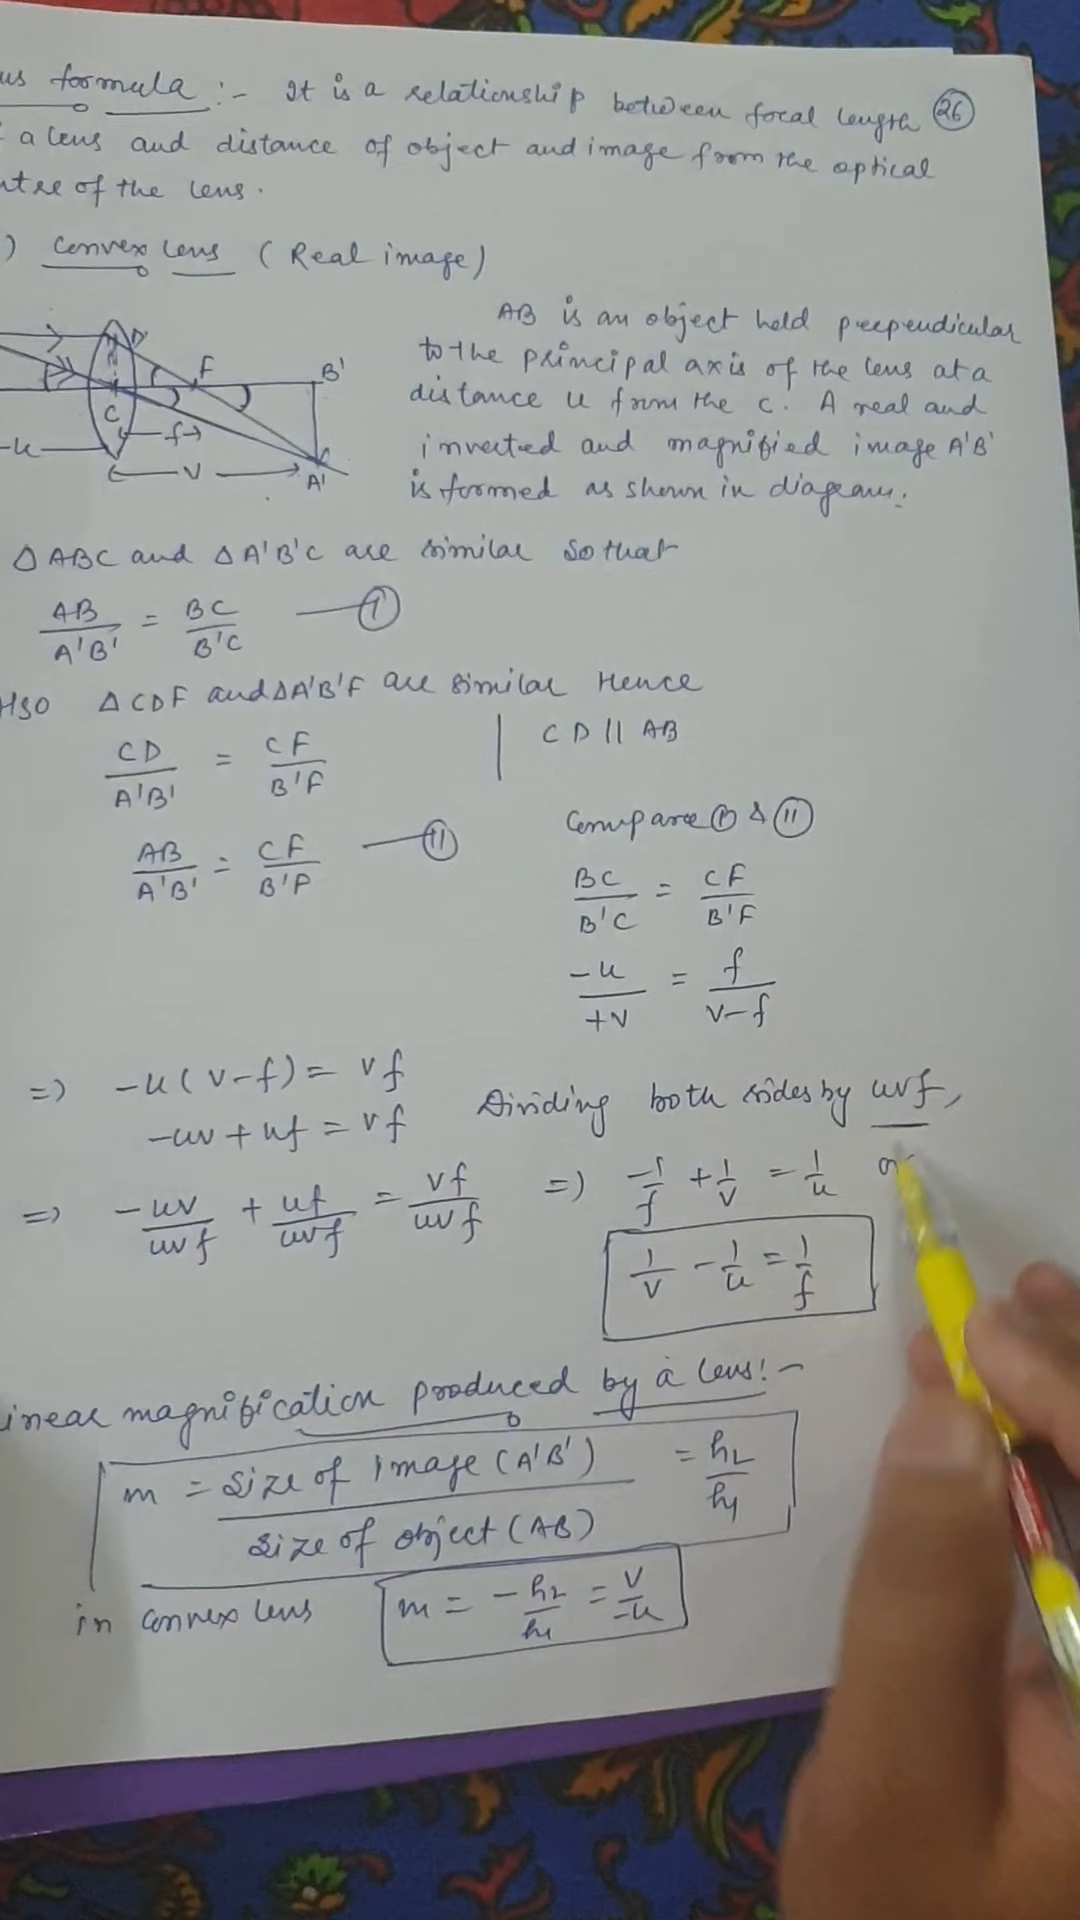 us formula :- It is a relationship between focal length 26
a lens and distance of object and image from the optical
ntre of the lens.
) Convex lens ( Real image)
AB is an object held perpendicular
to the principal axis of the lens at a
distance u from the C. A real and
inverted and magnified image A'B'
is formed as shown in diagram.
D F B'
C
f
-u
v A'
Δ ABC and Δ A'B'C are similar so that
AB/A'B' = BC/B'C — I
Also Δ CDF and Δ A'B'F are similar Hence
CD/A'B' = CF/B'F | CD || AB
AB/A'B' = CF/B'F — II
Compare I & II
BC/B'C = CF/B'F
-u/+v = f/v-f
=> -u(v-f) = vf
-uv + uf = vf
Dividing both sides by uvf,
=> -uv/uvf + uf/uvf = vf/uvf => -1/f + 1/v = 1/u
1/v - 1/u = 1/f
inear magnification produced by a lens:-
m = Size of Image (A'B')/Size of object (AB) = h2/h1
in convex lens m = -h2/h1 = v/-u